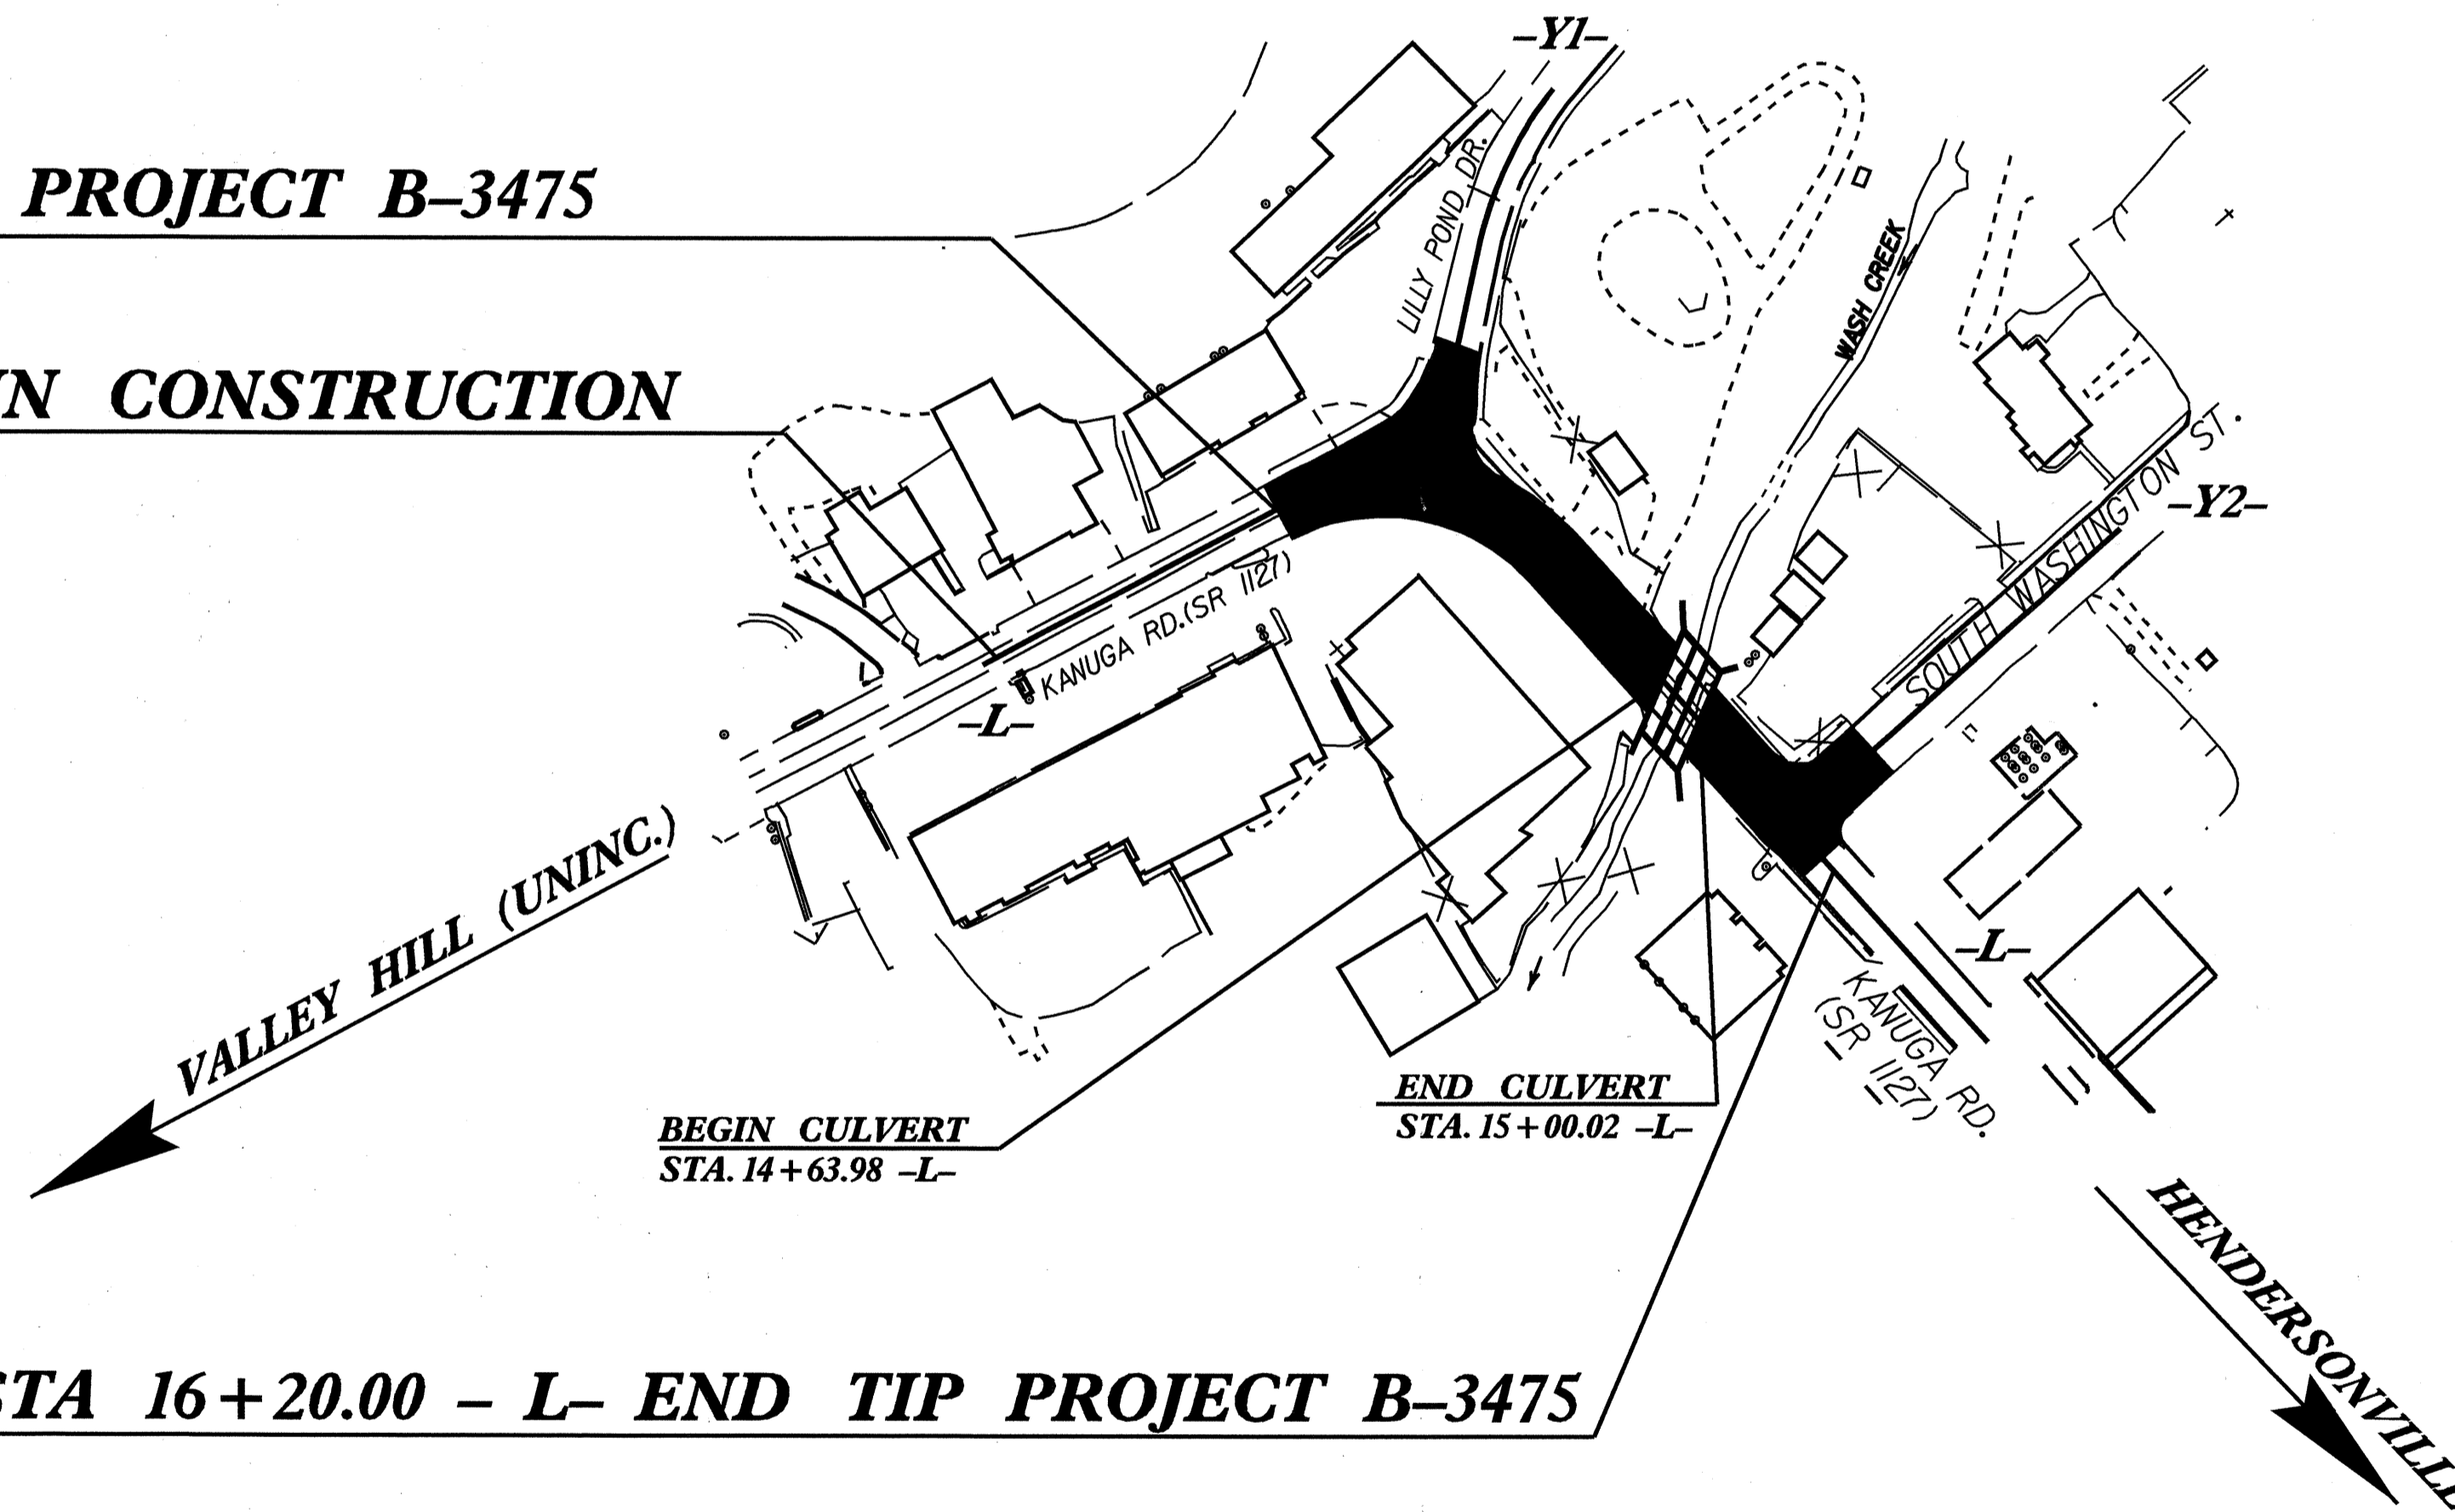 –Y1–
PROJECT B–3475
LILLY POND DR.
WASH CREEK
CONSTRUCTION
SOUTH WASHINGTON ST.
–Y2–
KANUGA RD.(SR 1127)
–L–
VALLEY HILL (UNINC.)
–L–
KANUGA RD.
(SR 1127)
END CULVERT
STA. 15+00.02 –L–
BEGIN CULVERT
STA. 14+63.98 –L–
HENDERSONVILL
STA 16+20.00 – L– END TIP PROJECT B–3475